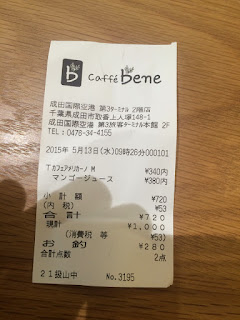 b Caffé bene
成田国際空港 第3ターミナル 2階店
千葉県成田市取香上人塚148-1
成田国際空港 第3旅客ターミナル本館 2F
TEL:0478-34-4155
2015年 5月13日(水)09時26分000101
TカフェアメリカーノM ¥340内
マンゴージュース ¥380内
小計額 ¥720
(内税) ¥53
合計 ¥720
現計 ¥1,000
(消費税 等 ¥53)
お釣 ¥280
合計点数 2点
21扱山中 No.3195